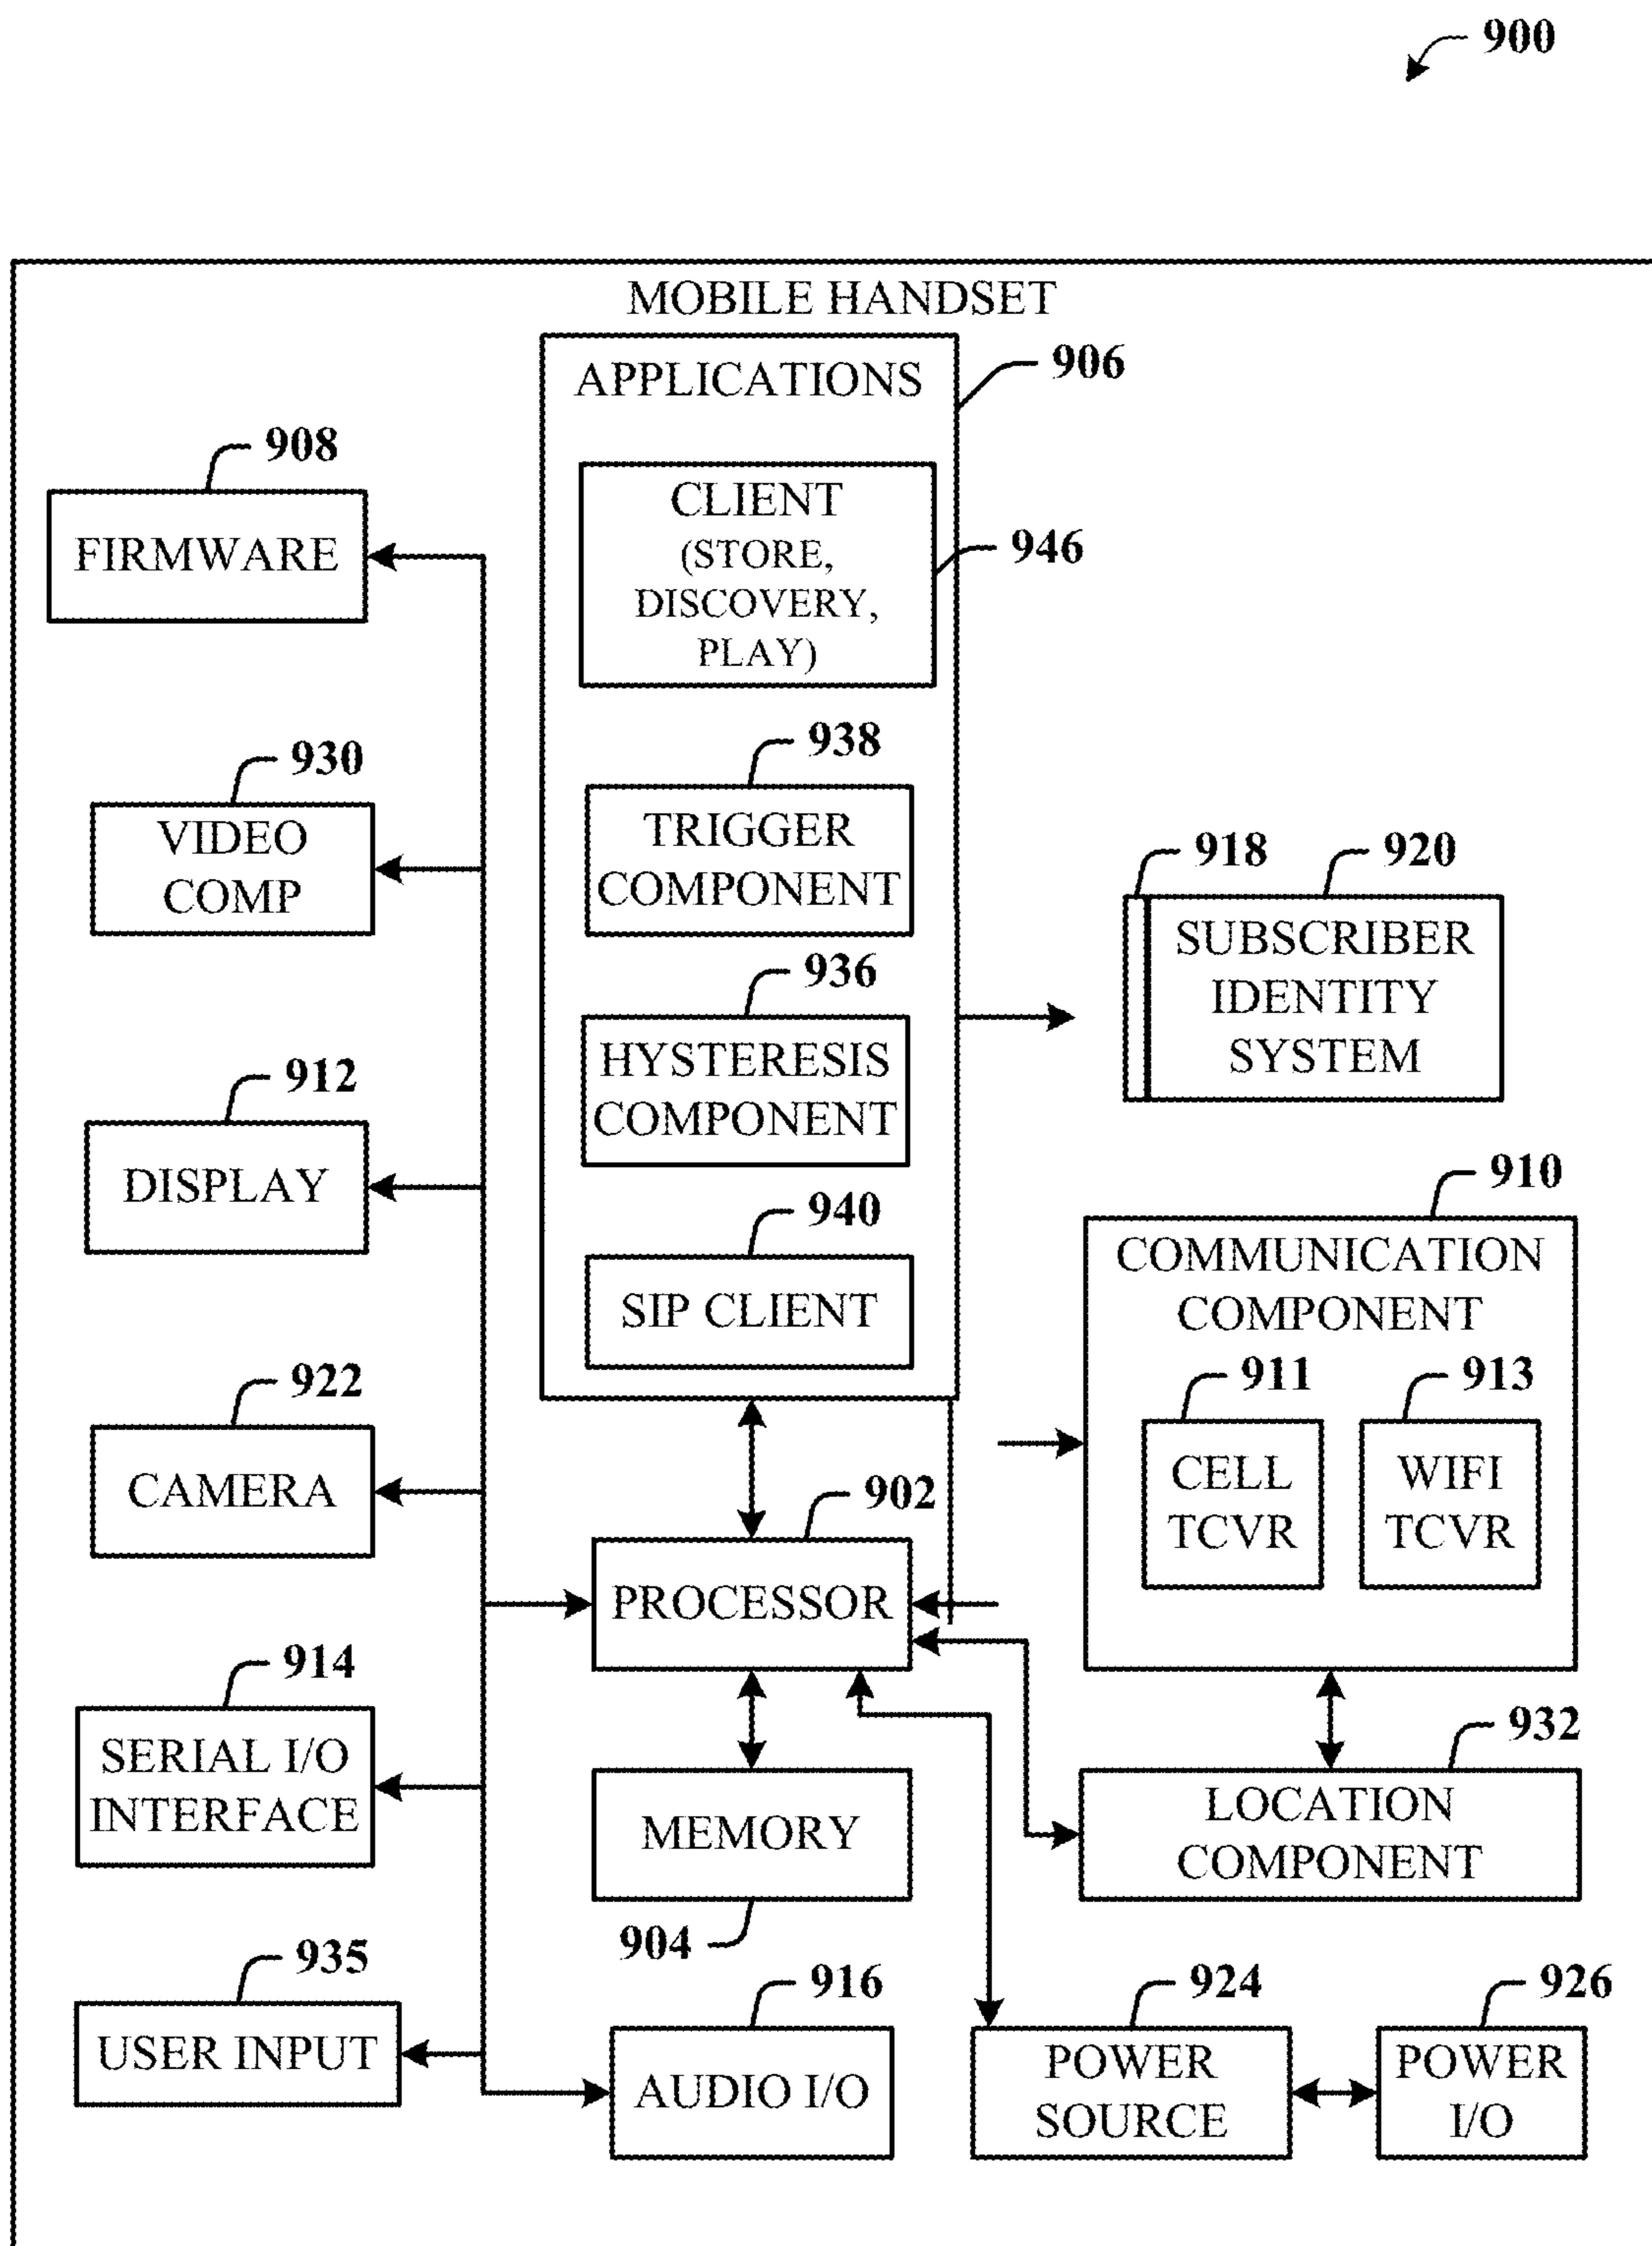 900
MOBILE HANDSET
APPLICATIONS
906
CLIENT
(STORE,
DISCOVERY,
PLAY)
946
938
TRIGGER
COMPONENT
936
HYSTERESIS
COMPONENT
940
SIP CLIENT
908
FIRMWARE
930
VIDEO
COMP
912
DISPLAY
922
CAMERA
914
SERIAL I/O
INTERFACE
935
USER INPUT
902
PROCESSOR
MEMORY
904
916
AUDIO I/O
918
920
SUBSCRIBER
IDENTITY
SYSTEM
910
COMMUNICATION
COMPONENT
911
CELL
TCVR
913
WIFI
TCVR
932
LOCATION
COMPONENT
924
POWER
SOURCE
926
POWER
I/O